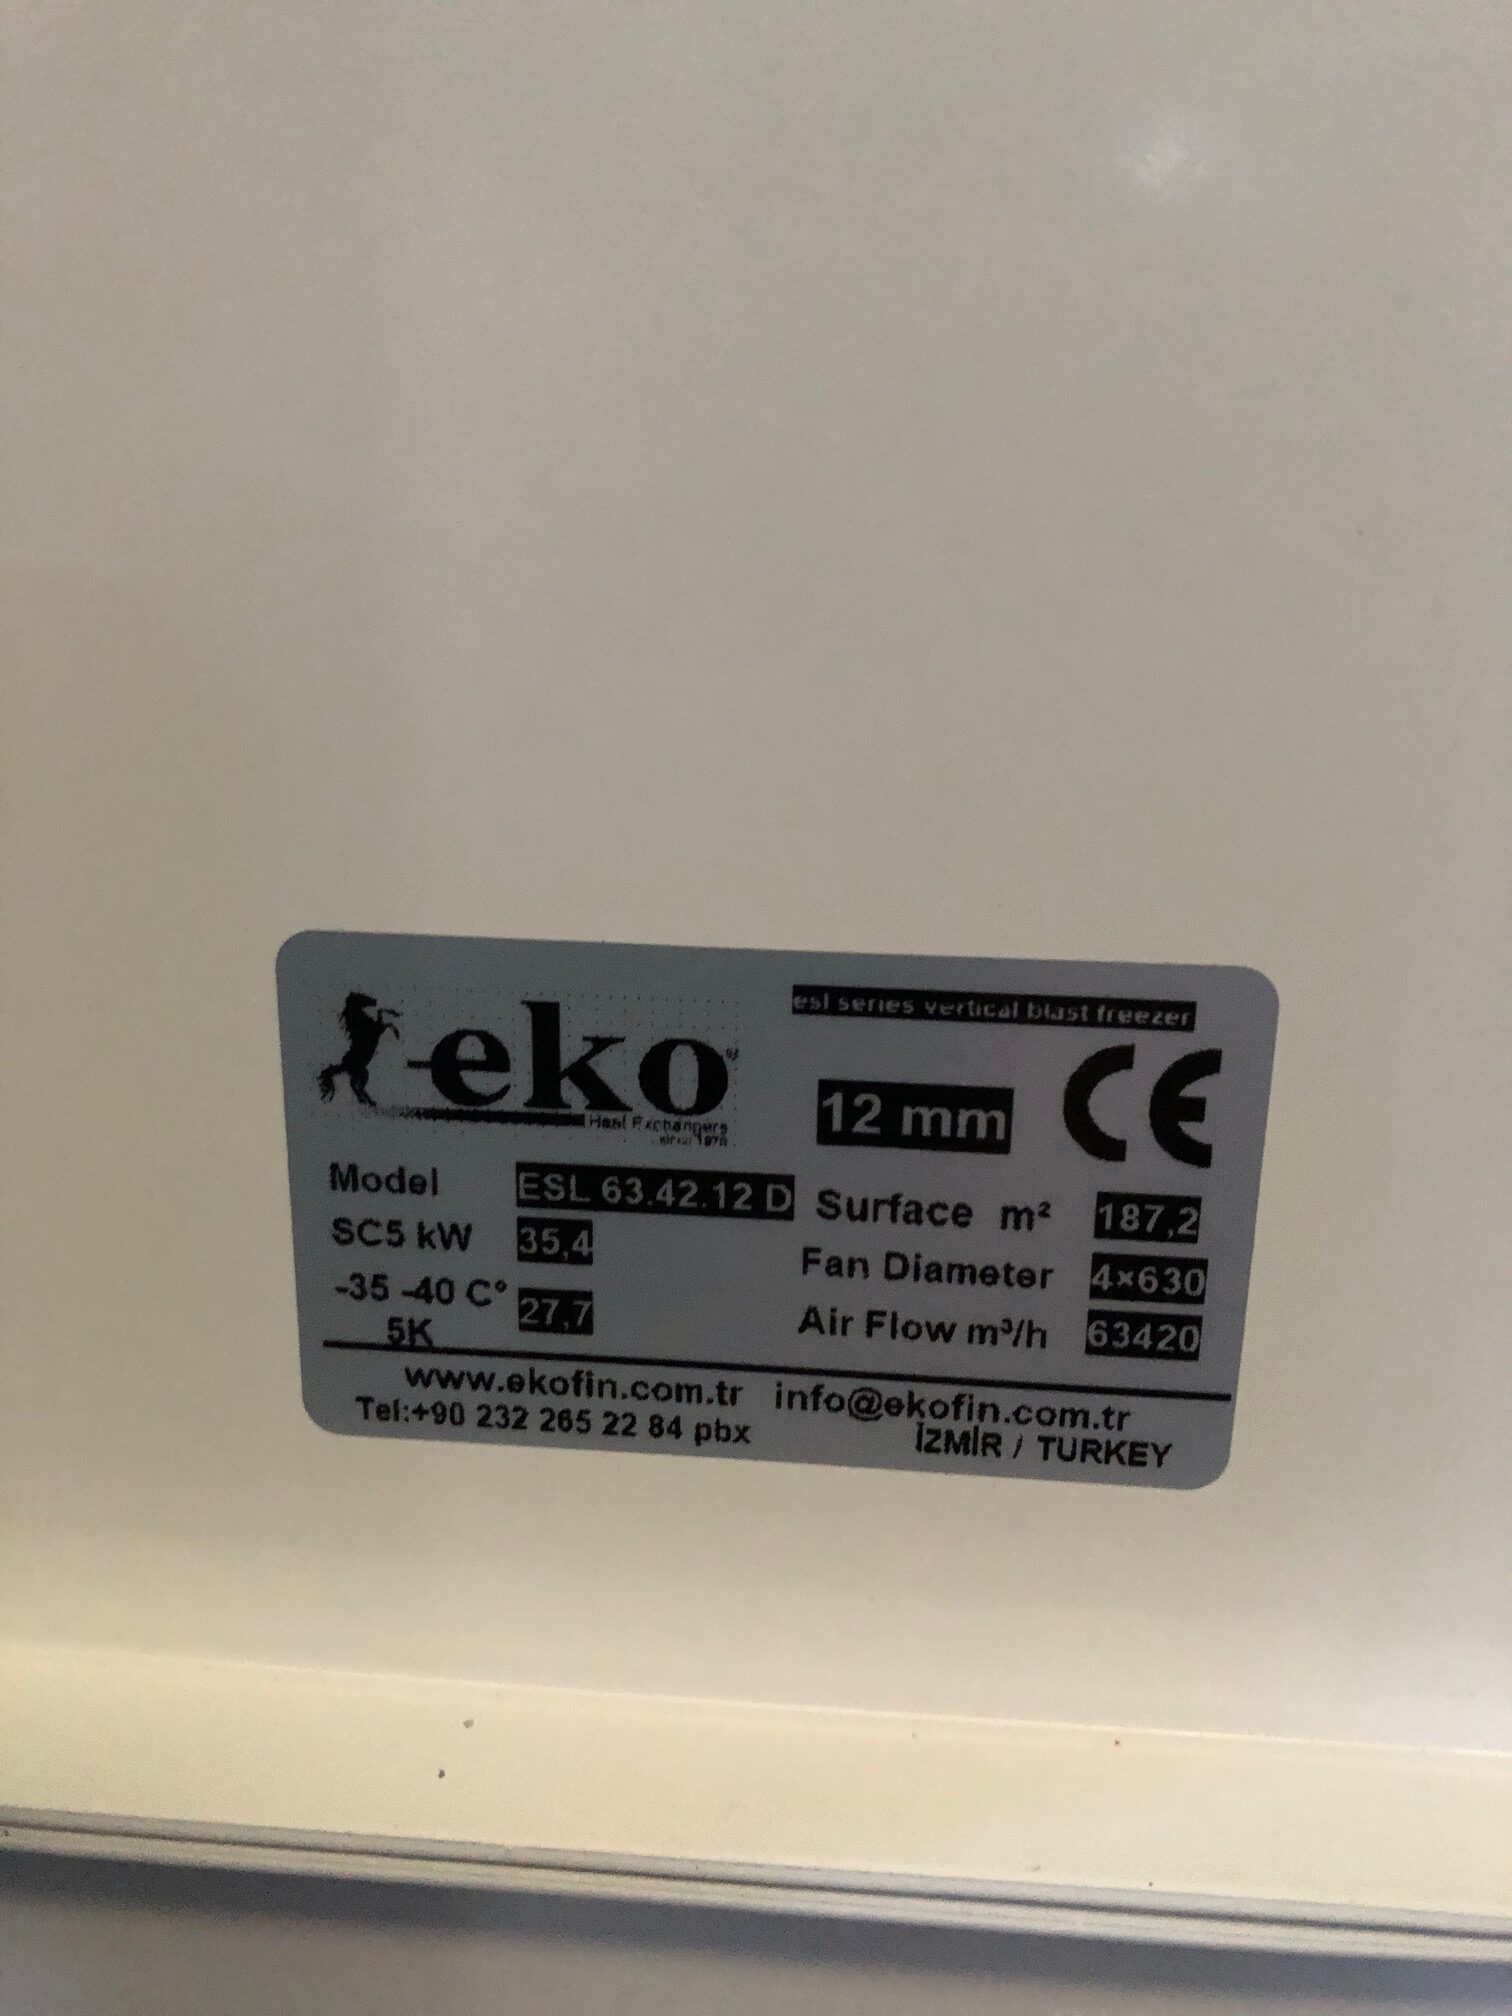 esl series vertical blast freezer
eko
Heat Exchangers
since 1970
12 mm
CE
Model ESL 63.42.12 D
Surface m² 187,2
SC5 kW 35,4
Fan Diameter 4×630
-35 -40 C° 27,7
5K
Air Flow m³/h 63420
www.ekofin.com.tr info@ekofin.com.tr
Tel:+90 232 265 22 84 pbx
İZMİR / TURKEY